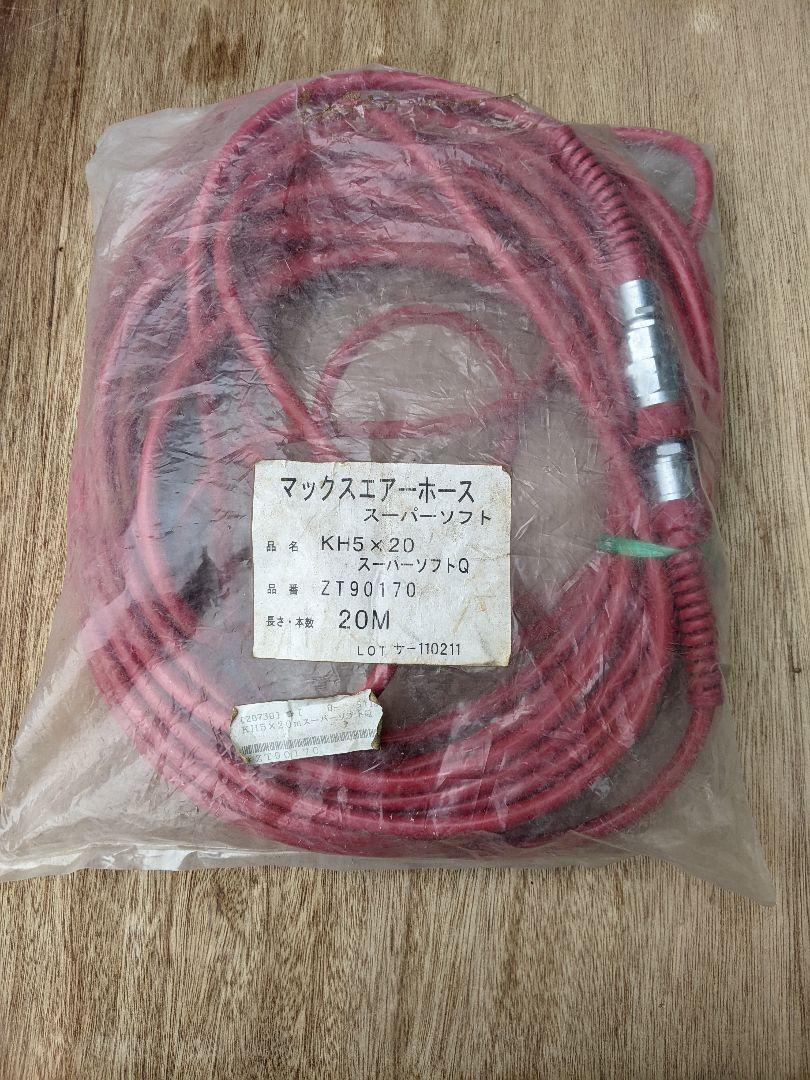 マックスエアーホース
スーパーソフト
品名 KH5×20
スーパーソフトQ
品番 ZT90170
長さ・本数 20M
LOT サ-110211
[20730]
KH5×20mスーパーソフトQ
ZT90170